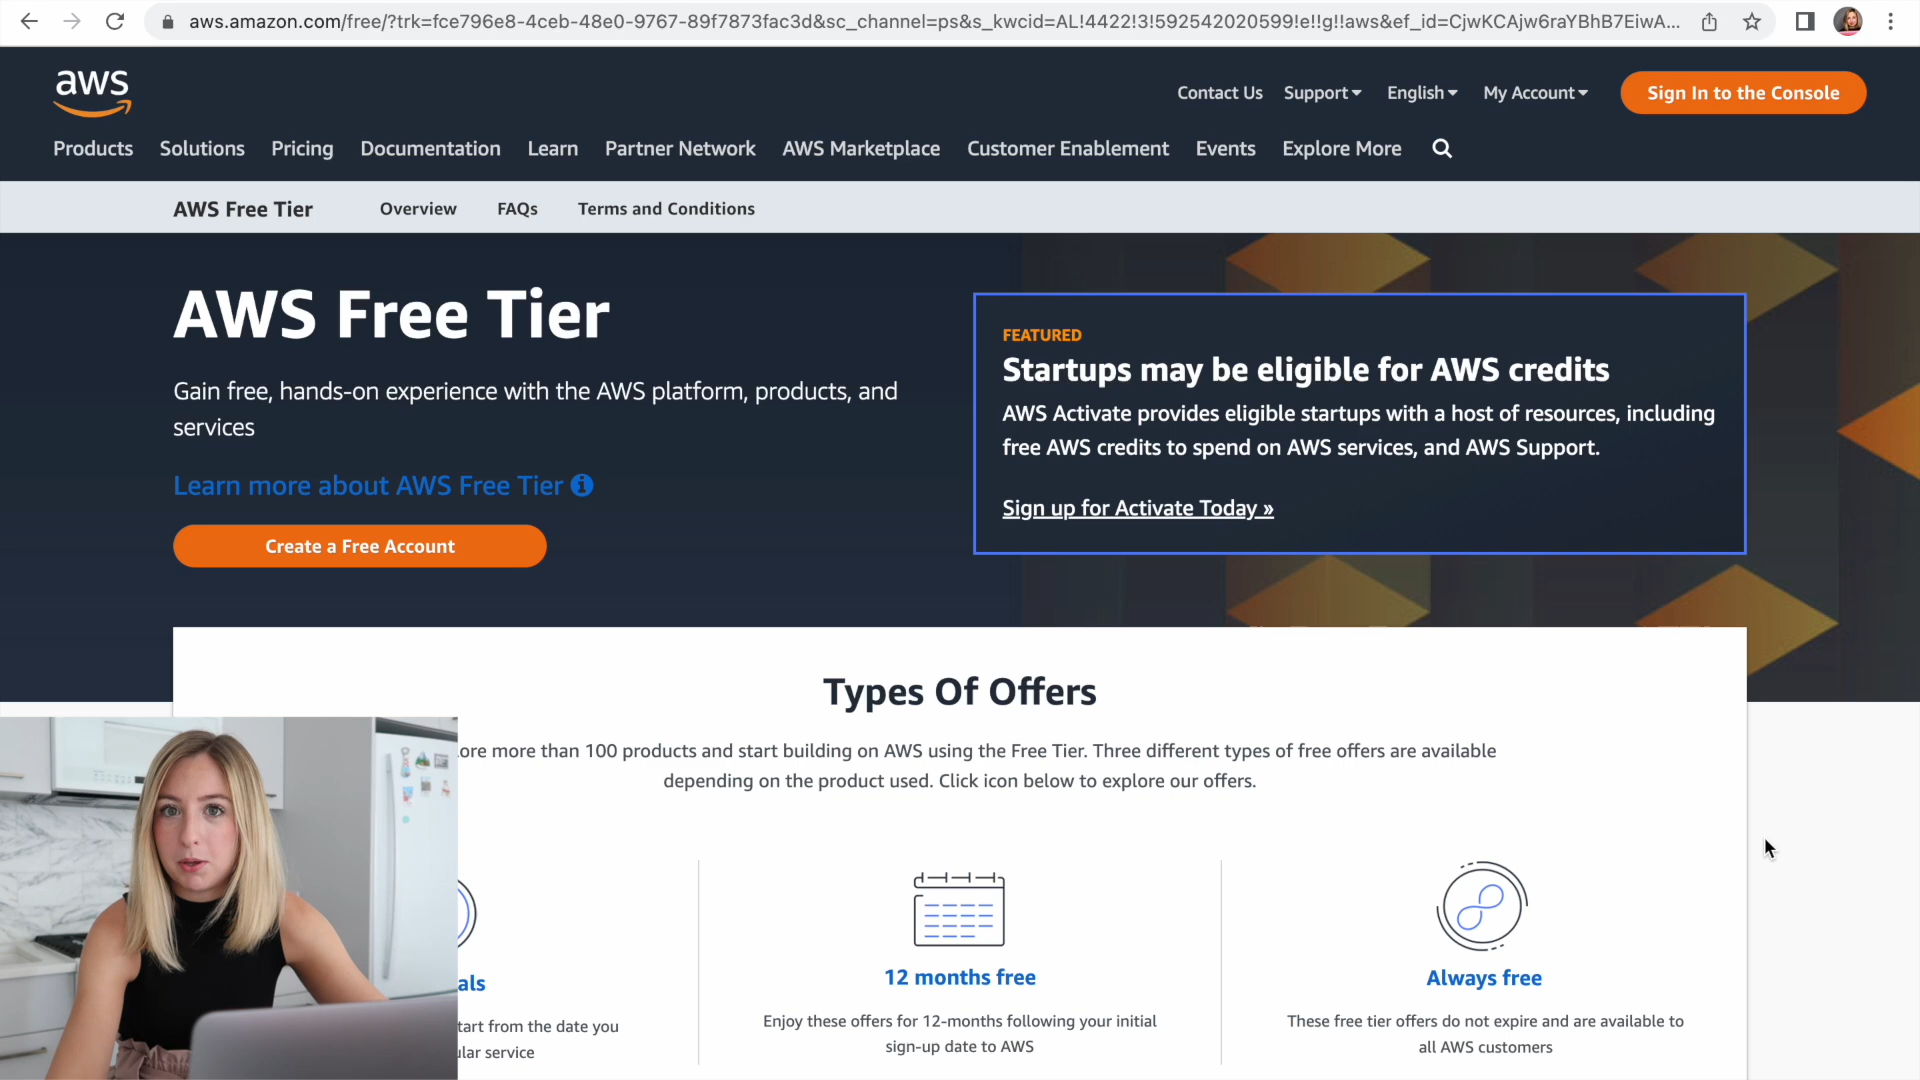 aws.amazon.com/free/?trk=fce796e8-4ceb-48e0-9767-89f7873fac3d&sc_channel=ps&s_kwcid=AL!4422!3!592542020599!e!!g!!aws&ef_id=CjwKCAjw6raYBhB7EiwA...
aws
Contact Us Support English My Account Sign In to the Console
Products Solutions Pricing Documentation Learn Partner Network AWS Marketplace Customer Enablement Events Explore More
AWS Free Tier Overview FAQs Terms and Conditions
AWS Free Tier
Gain free, hands-on experience with the AWS platform, products, and
services
Learn more about AWS Free Tier
Create a Free Account
FEATURED
Startups may be eligible for AWS credits
AWS Activate provides eligible startups with a host of resources, including
free AWS credits to spend on AWS services, and AWS Support.
Sign up for Activate Today »
Types Of Offers
ore more than 100 products and start building on AWS using the Free Tier. Three different types of free offers are available
depending on the product used. Click icon below to explore our offers.
als
tart from the date you
ular service
12 months free
Enjoy these offers for 12-months following your initial
sign-up date to AWS
Always free
These free tier offers do not expire and are available to
all AWS customers